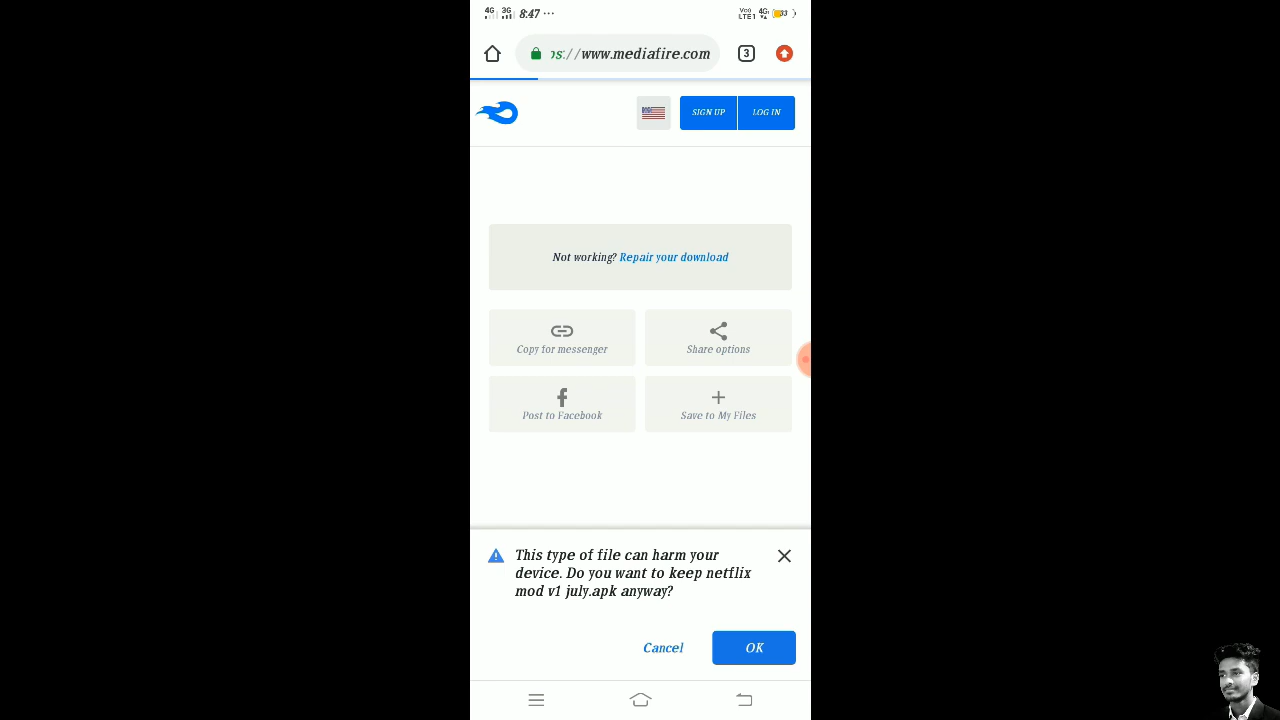 4G 3G 8:47 ···
LTE1 4G 33
://www.mediafire.com
3
SIGN UP
LOG IN
Not working? Repair your download
Copy for messenger
Share options
Post to Facebook
Save to My Files
This type of file can harm your
device. Do you want to keep netflix
mod v1 july.apk anyway?
Cancel
OK